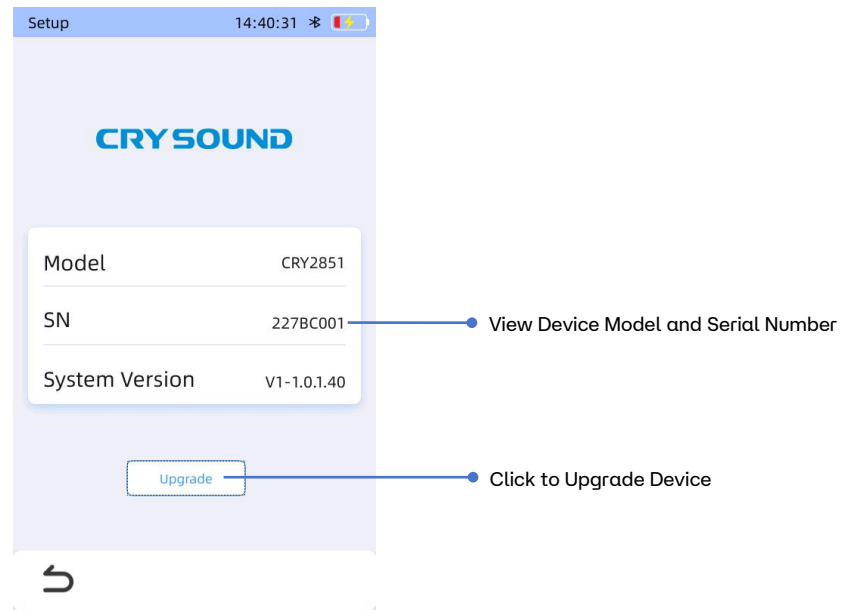 Setup 14:40:31
CRYSOUND
Model CRY2851
SN 227BC001
View Device Model and Serial Number
System Version V1-1.0.1.40
Upgrade
Click to Upgrade Device